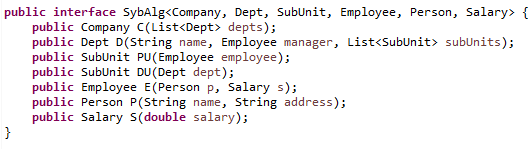 public interface SybAlg<Company, Dept, SubUnit, Employee, Person, Salary> {
public Company C(List<Dept> depts);
public Dept D(String name, Employee manager, List<SubUnit> subUnits);
public SubUnit PU(Employee employee);
public SubUnit DU(Dept dept);
public Employee E(Person p, Salary s);
public Person P(String name, String address);
public Salary S(double salary);
}